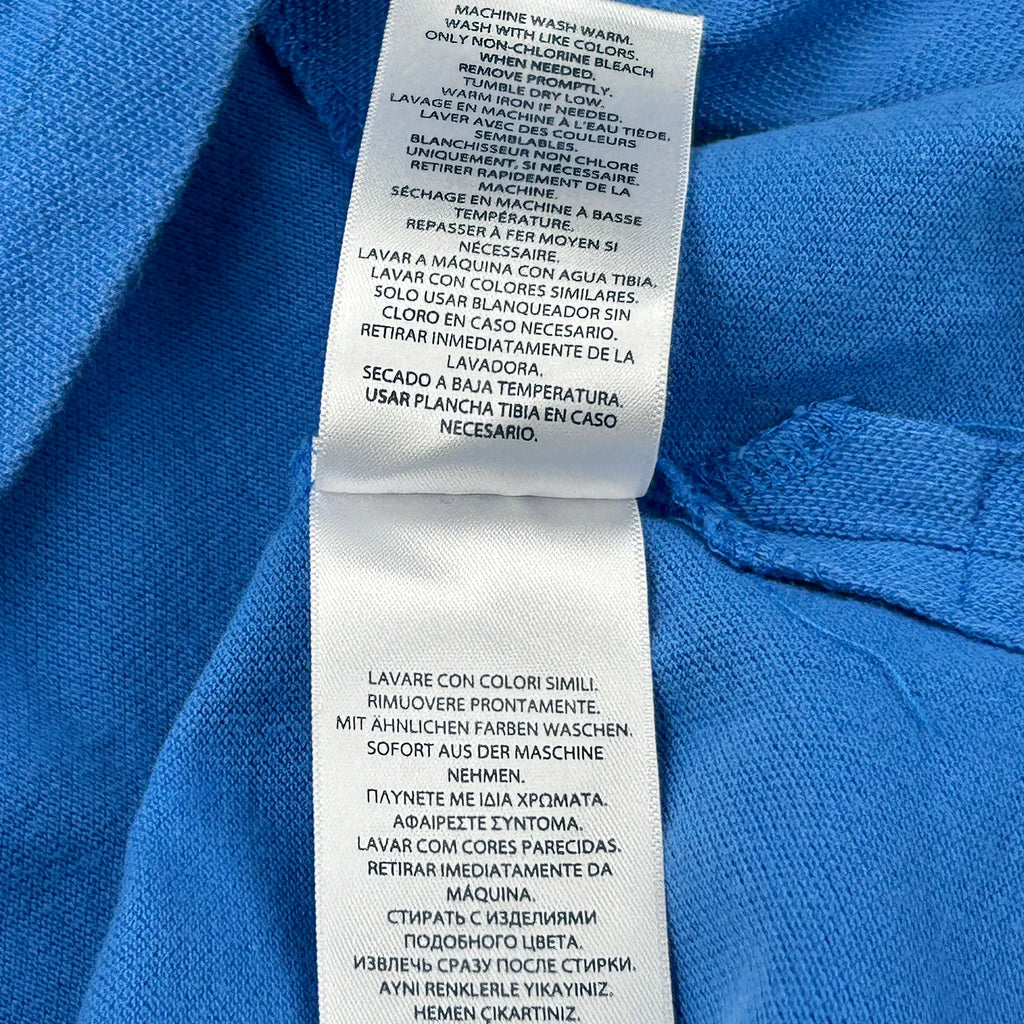 MACHINE WASH WARM.
WASH WITH LIKE COLORS.
ONLY NON-CHLORINE BLEACH
WHEN NEEDED.
REMOVE PROMPTLY.
TUMBLE DRY LOW.
WARM IRON IF NEEDED.
LAVAGE EN MACHINE À L'EAU TIÈDE.
LAVER AVEC DES COULEURS
SEMBLABLES.
BLANCHISSEUR NON CHLORÉ
UNIQUEMENT, SI NÉCESSAIRE.
RETIRER RAPIDEMENT DE LA
MACHINE.
SÉCHAGE EN MACHINE À BASSE
TEMPÉRATURE.
REPASSER À FER MOYEN SI
NÉCESSAIRE.
LAVAR A MÁQUINA CON AGUA TIBIA.
LAVAR CON COLORES SIMILARES.
SOLO USAR BLANQUEADOR SIN
CLORO EN CASO NECESARIO.
RETIRAR INMEDIATAMENTE DE LA
LAVADORA.
SECADO A BAJA TEMPERATURA.
USAR PLANCHA TIBIA EN CASO
NECESARIO.
LAVARE CON COLORI SIMILI.
RIMUOVERE PRONTAMENTE.
MIT ÄHNLICHEN FARBEN WASCHEN.
SOFORT AUS DER MASCHINE
NEHMEN.
ΠΛΥΝΕΤΕ ΜΕ ΙΔΙΑ ΧΡΩΜΑΤΑ.
ΑΦΑΙΡΕΣΤΕ ΣΥΝΤΟΜΑ.
LAVAR COM CORES PARECIDAS.
RETIRAR IMEDIATAMENTE DA
MÁQUINA.
СТИРАТЬ С ИЗДЕЛИЯМИ
ПОДОБНОГО ЦВЕТА.
ИЗВЛЕЧЬ СРАЗУ ПОСЛЕ СТИРКИ.
AYNI RENKLERLE YIKAYINIZ.
HEMEN ÇIKARTINIZ.